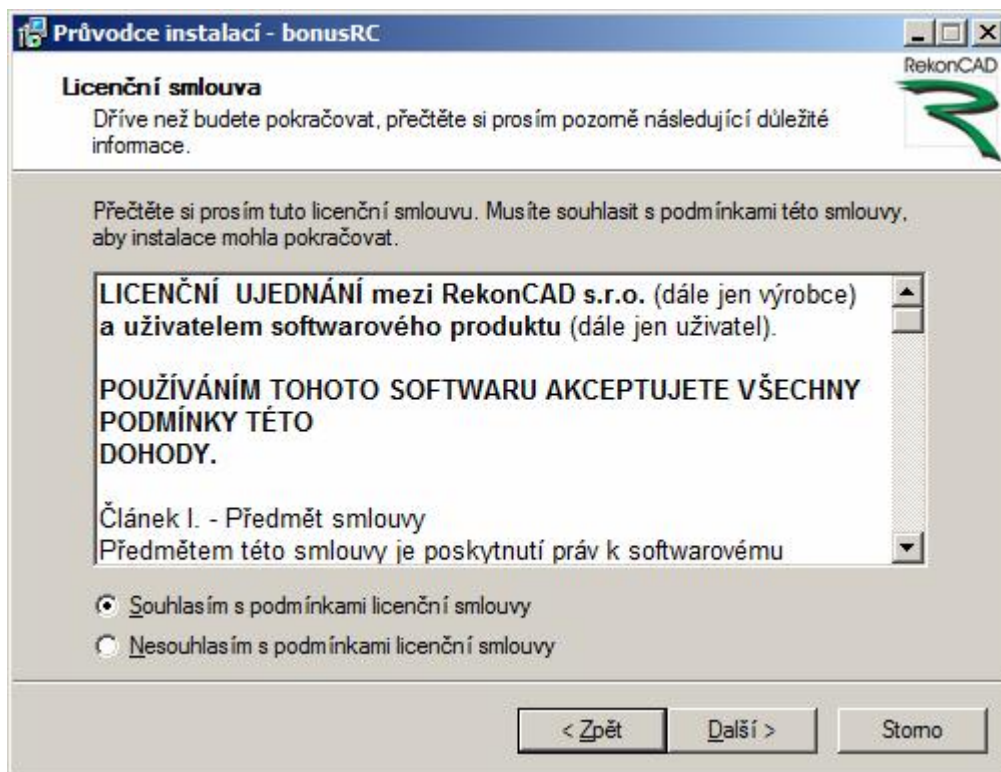 Průvodce instalací - bonusRC
RekonCAD
Licenční smlouva
Dříve než budete pokračovat, přečtěte si prosím pozorně následující důležité
informace.
Přečtěte si prosím tuto licenční smlouvu. Musíte souhlasit s podmínkami této smlouvy,
aby instalace mohla pokračovat.
LICENČNÍ  UJEDNÁNÍ mezi RekonCAD s.r.o. (dále jen výrobce)
a uživatelem softwarového produktu (dále jen uživatel).
POUŽÍVÁNÍM TOHOTO SOFTWARU AKCEPTUJETE VŠECHNY
PODMÍNKY TÉTO
DOHODY.
Článek I. - Předmět smlouvy
Předmětem této smlouvy je poskytnutí práv k softwarovému
Souhlasím s podmínkami licenční smlouvy
Nesouhlasím s podmínkami licenční smlouvy
< Zpět
Další >
Storno